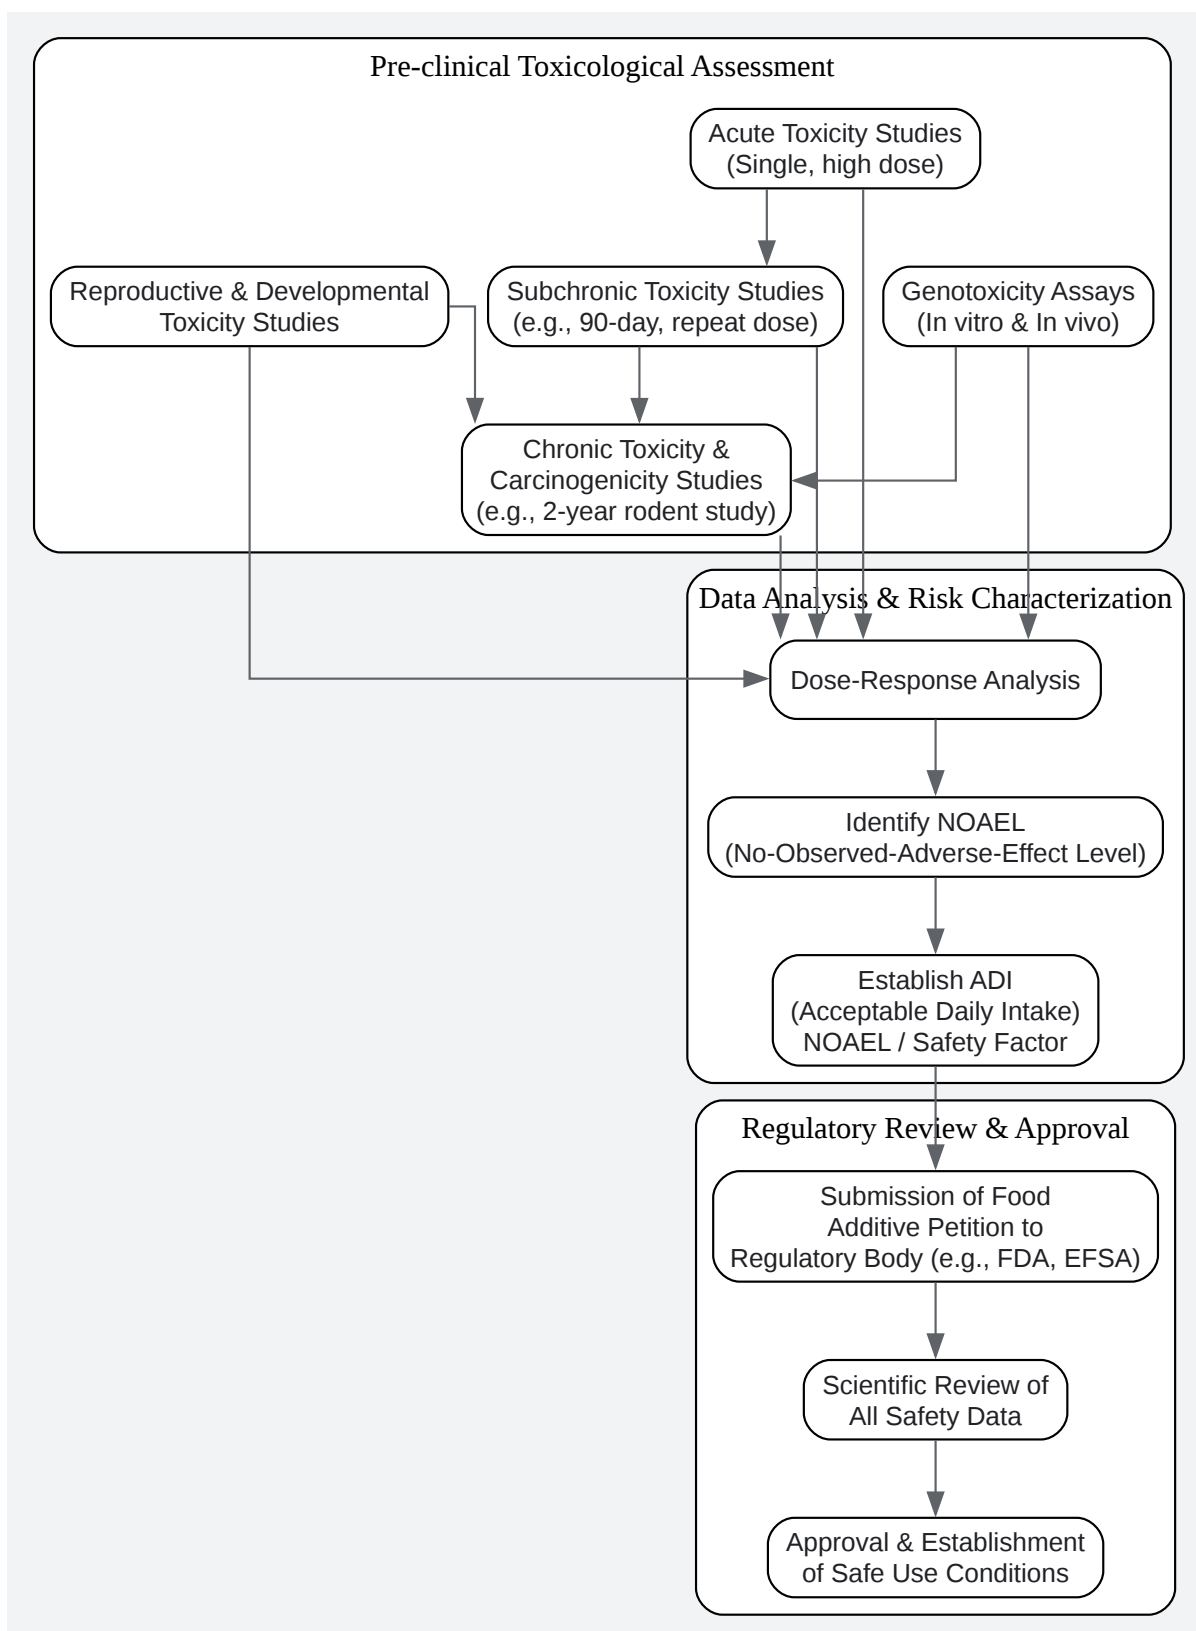 Pre-clinical Toxicological Assessment
Acute Toxicity Studies
(Single, high dose)
Reproductive & Developmental
Toxicity Studies
Subchronic Toxicity Studies
(e.g., 90-day, repeat dose)
Genotoxicity Assays
(In vitro & In vivo)
Chronic Toxicity &
Carcinogenicity Studies
(e.g., 2-year rodent study)
Data Analysis & Risk Characterization
Dose-Response Analysis
Identify NOAEL
(No-Observed-Adverse-Effect Level)
Establish ADI
(Acceptable Daily Intake)
NOAEL / Safety Factor
Regulatory Review & Approval
Submission of Food
Additive Petition to
Regulatory Body (e.g., FDA, EFSA)
Scientific Review of
All Safety Data
Approval & Establishment
of Safe Use Conditions